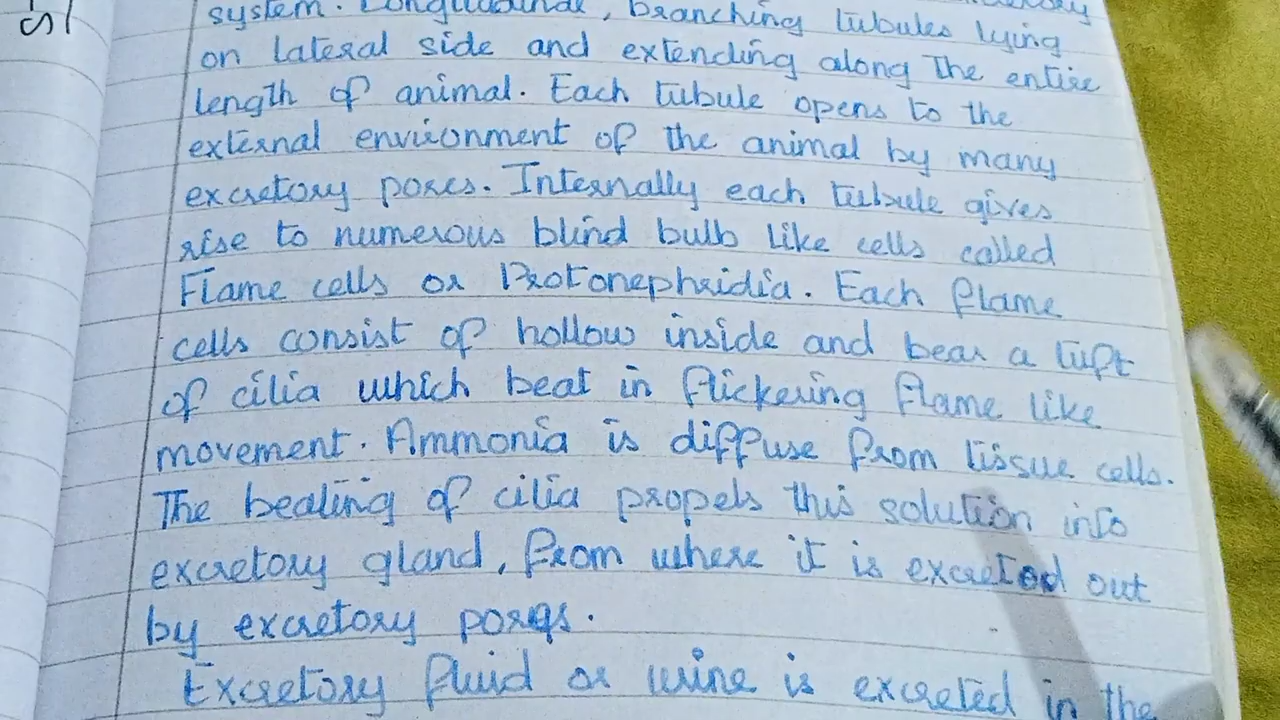 system. Longitudinal, branching tubules lying
on lateral side and extending along The entire
length of animal. Each tubule opens to the
external environment of the animal by many
excretory pores. Internally each tubule gives
rise to numerous blind bulb like cells called
Flame cells or Protonephridia. Each flame
cells consist of hollow inside and bear a tuft
of cilia which beat in flickering flame like
movement. Ammonia is diffuse from tissue cells.
The beating of cilia propels this solution into
excretory gland, from where it is excreted out
by excretory pores.
Excretory fluid or urine is excreted in the